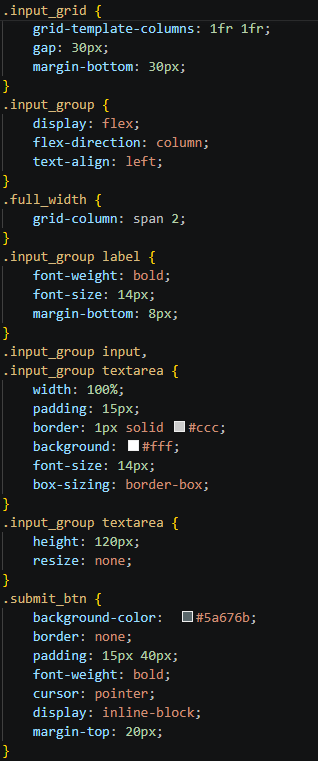 .input_grid {
    grid-template-columns: 1fr 1fr;
    gap: 30px;
    margin-bottom: 30px;
}
.input_group {
    display: flex;
    flex-direction: column;
    text-align: left;
}
.full_width {
    grid-column: span 2;
}
.input_group label {
    font-weight: bold;
    font-size: 14px;
    margin-bottom: 8px;
}
.input_group input,
.input_group textarea {
    width: 100%;
    padding: 15px;
    border: 1px solid #ccc;
    background: #fff;
    font-size: 14px;
    box-sizing: border-box;
}
.input_group textarea {
    height: 120px;
    resize: none;
}
.submit_btn {
    background-color:  #5a676b;
    border: none;
    padding: 15px 40px;
    font-weight: bold;
    cursor: pointer;
    display: inline-block;
    margin-top: 20px;
}